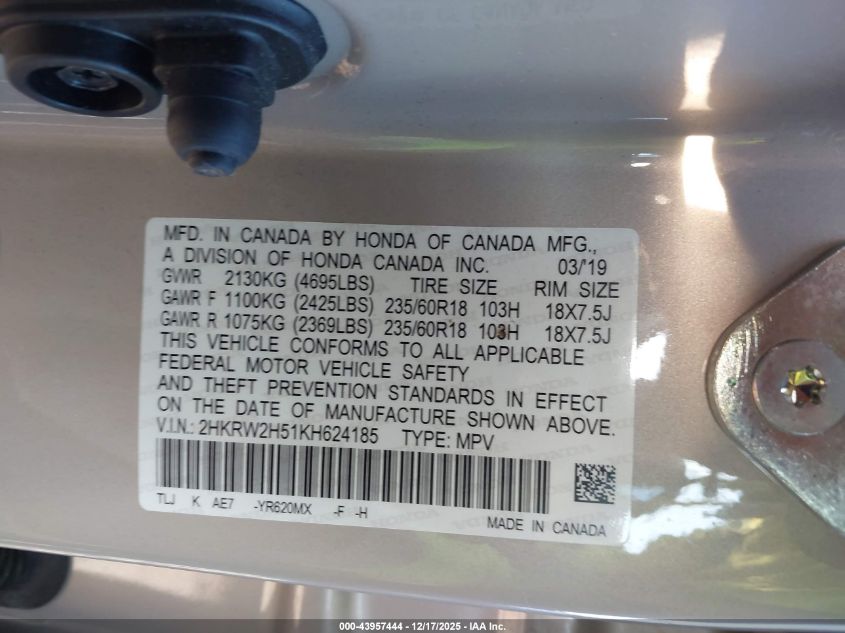 MFD. IN CANADA BY HONDA OF CANADA MFG.,
A DIVISION OF HONDA CANADA INC. 03/'19
GVWR 2130KG (4695LBS) TIRE SIZE RIM SIZE
GAWR F 1100KG (2425LBS) 235/60R18 103H 18X7.5J
GAWR R 1075KG (2369LBS) 235/60R18 103H 18X7.5J
THIS VEHICLE CONFORMS TO ALL APPLICABLE
FEDERAL MOTOR VEHICLE SAFETY
AND THEFT PREVENTION STANDARDS IN EFFECT
ON THE DATE OF MANUFACTURE SHOWN ABOVE.
V.I.N.: 2HKRW2H51KH624185 TYPE: MPV
TLJ K AE7 -YR620MX -F -H
MADE IN CANADA
000-43957444 - 12/17/2025 - IAA Inc.